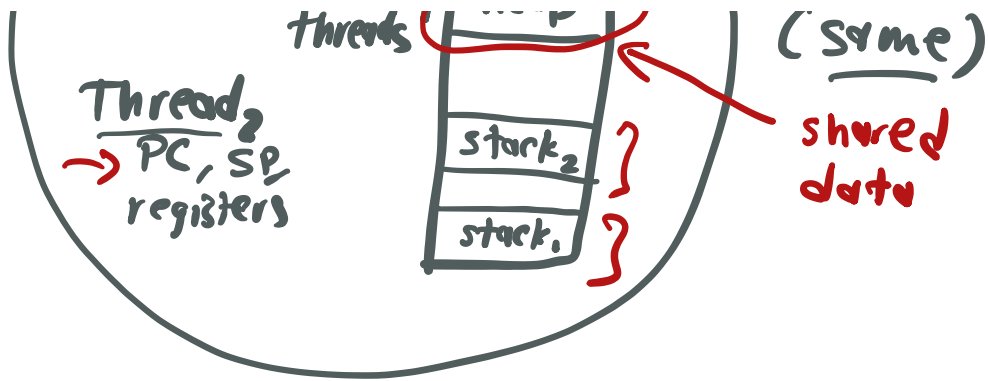 Threads
(same)
Thread2
PC, SP,
registers
stack2
stack1
shared
data